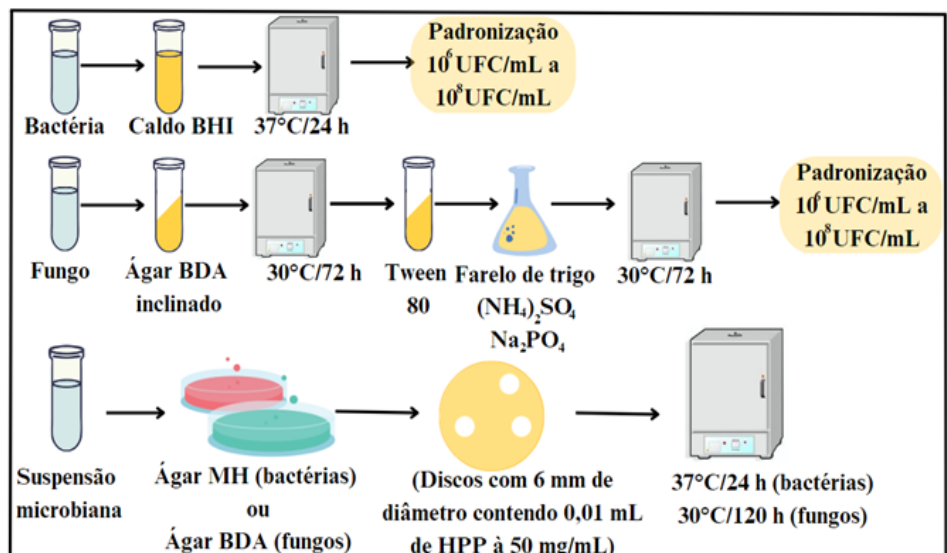 Padronização
10⁶ UFC/mL a
10⁸ UFC/mL
Bactéria
Caldo BHI
37°C/24 h
Padronização
10⁶ UFC/mL a
10⁸ UFC/mL
Fungo
Ágar BDA
inclinado
30°C/72 h
Tween
80
Farelo de trigo
(NH₄)₂SO₄
Na₂PO₄
30°C/72 h
Suspensão
microbiana
Ágar MH (bactérias)
ou
Ágar BDA (fungos)
(Discos com 6 mm de
diâmetro contendo 0,01 mL
de HPP à 50 mg/mL)
37°C/24 h (bactérias)
30°C/120 h (fungos)